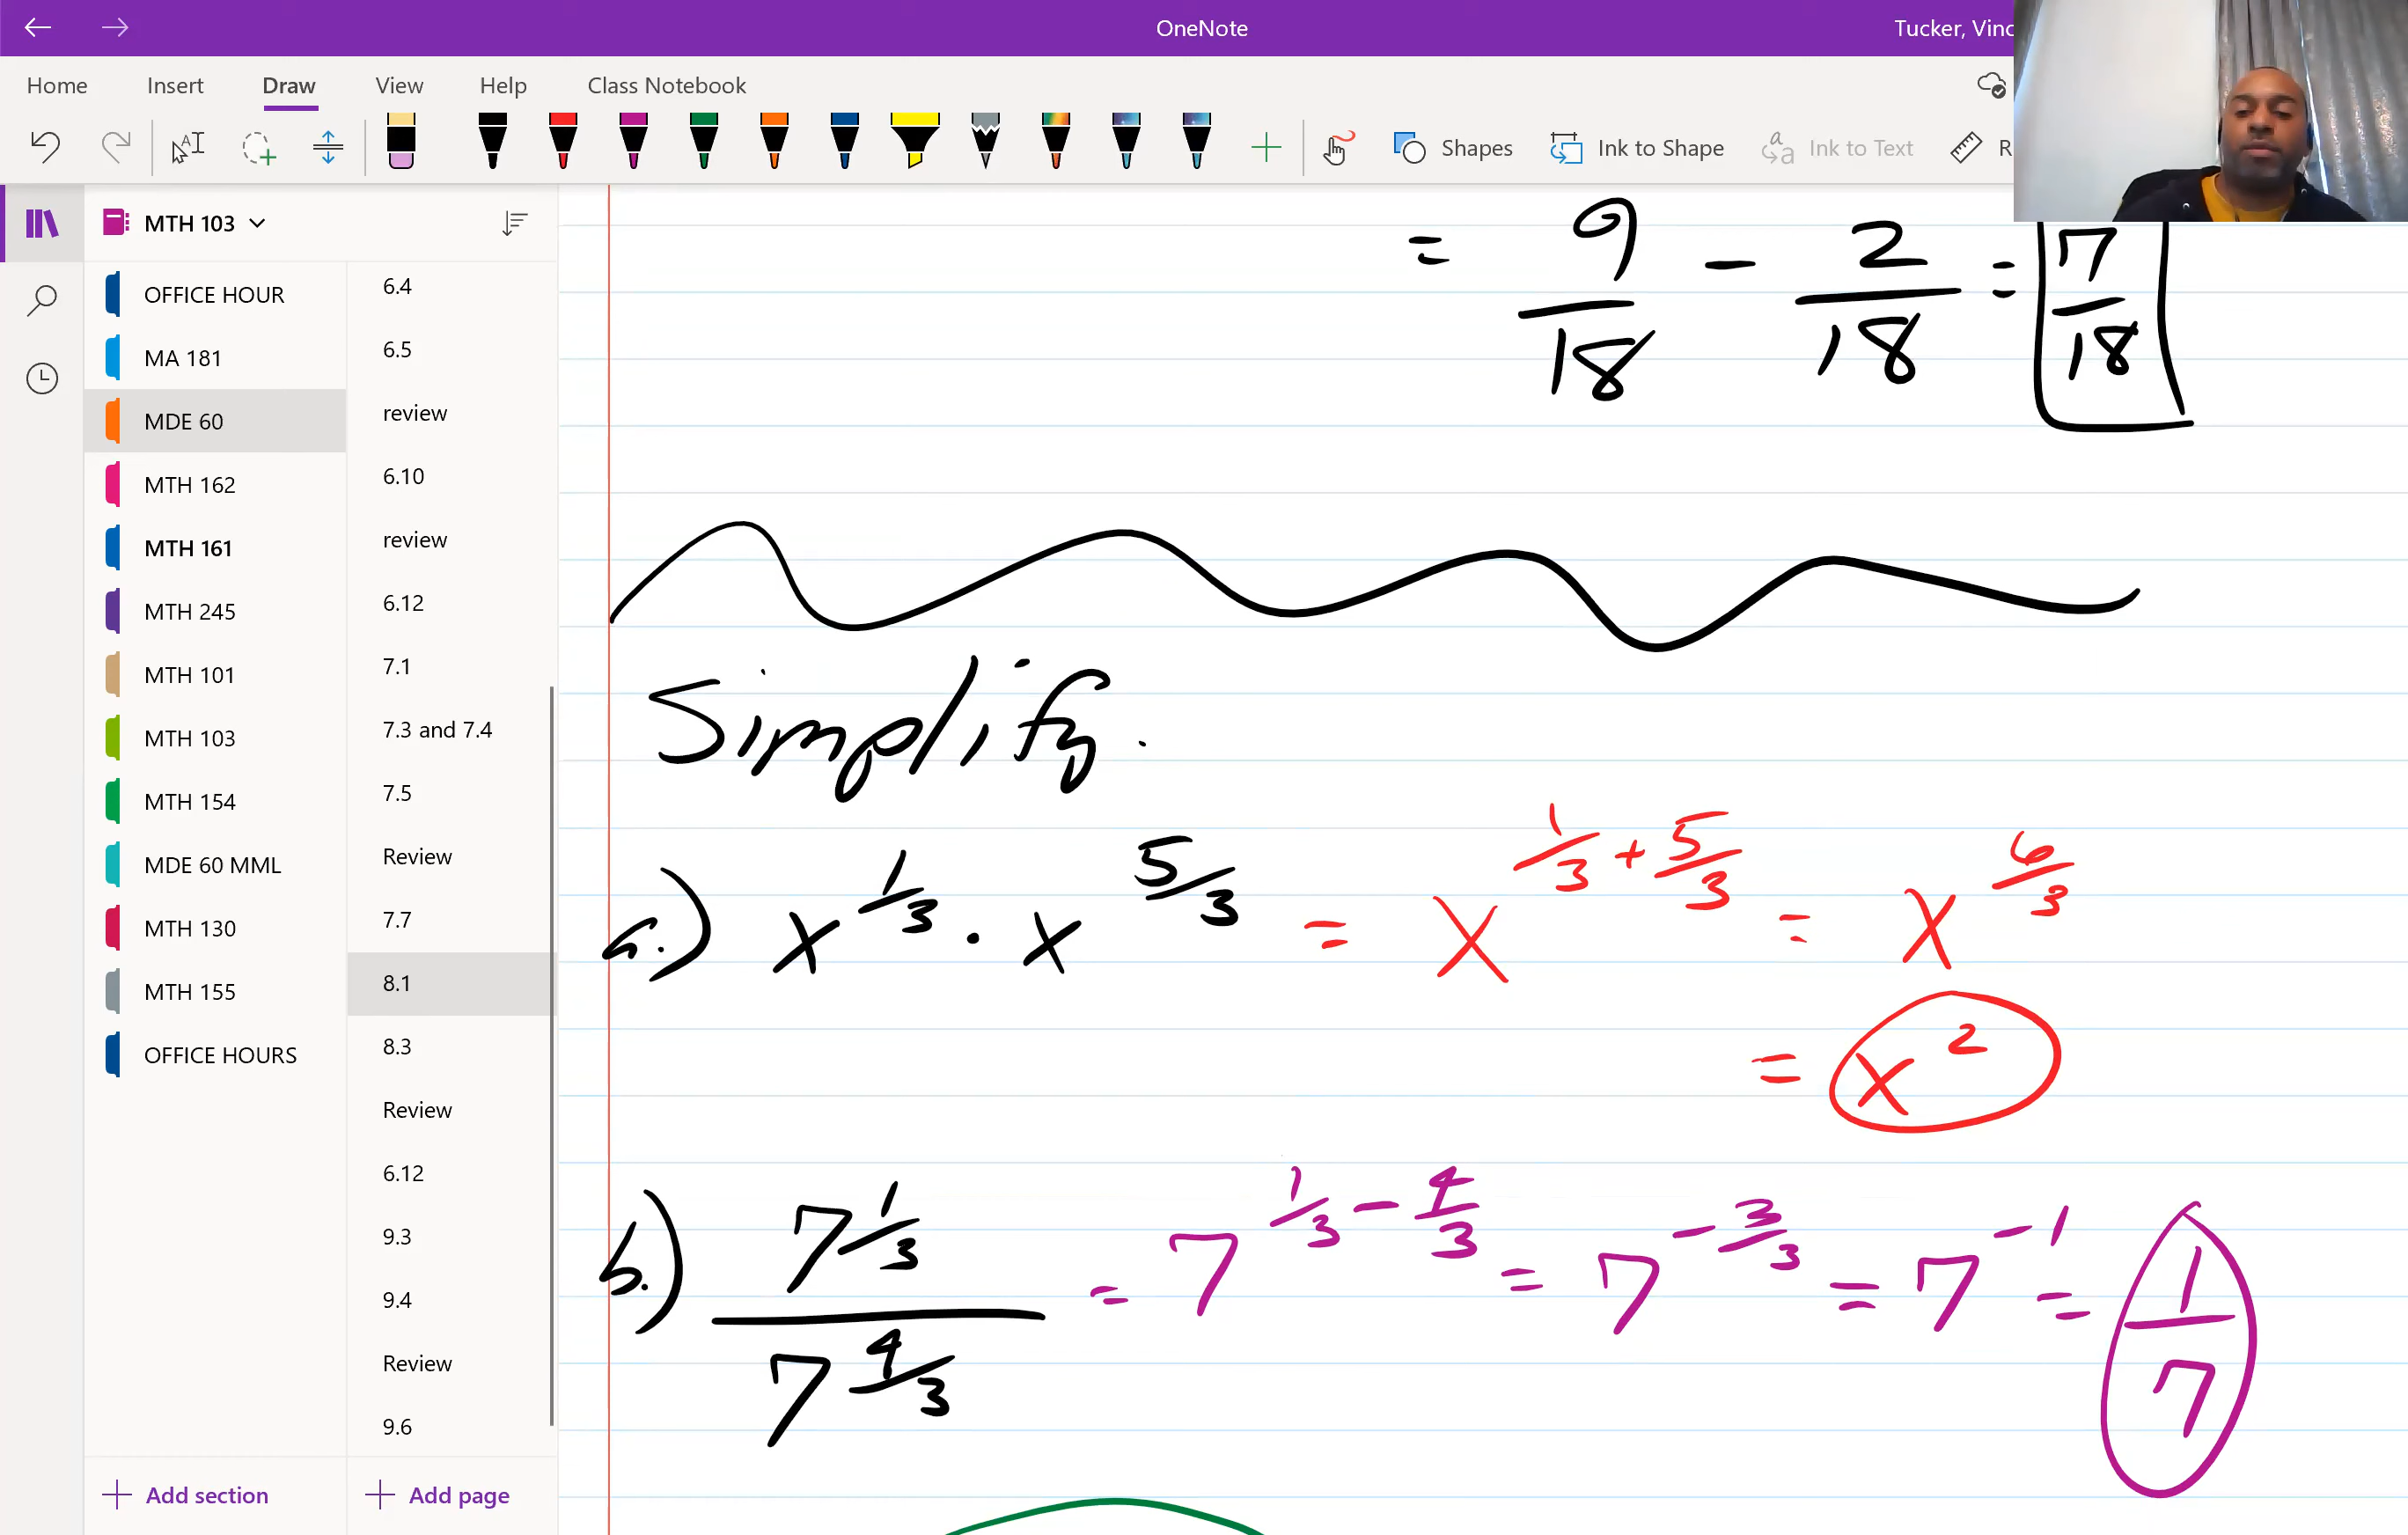 OneNote
Tucker, Vinc
Home Insert Draw View Help Class Notebook
Shapes Ink to Shape Ink to Text R
MTH 103
OFFICE HOUR
MA 181
MDE 60
MTH 162
MTH 161
MTH 245
MTH 101
MTH 103
MTH 154
MDE 60 MML
MTH 130
MTH 155
OFFICE HOURS
Add section
6.4
6.5
review
6.10
review
6.12
7.1
7.3 and 7.4
7.5
Review
7.7
8.1
8.3
Review
6.12
9.3
9.4
Review
9.6
Add page
= 9/18 - 2/18 = 7/18
Simplify.
a.) x^(1/3) · x^(5/3) = x^(1/3 + 5/3) = x^(6/3)
= x^2
b.) 7^(1/3) / 7^(4/3) = 7^(1/3 - 4/3) = 7^(-3/3) = 7^(-1) = 1/7